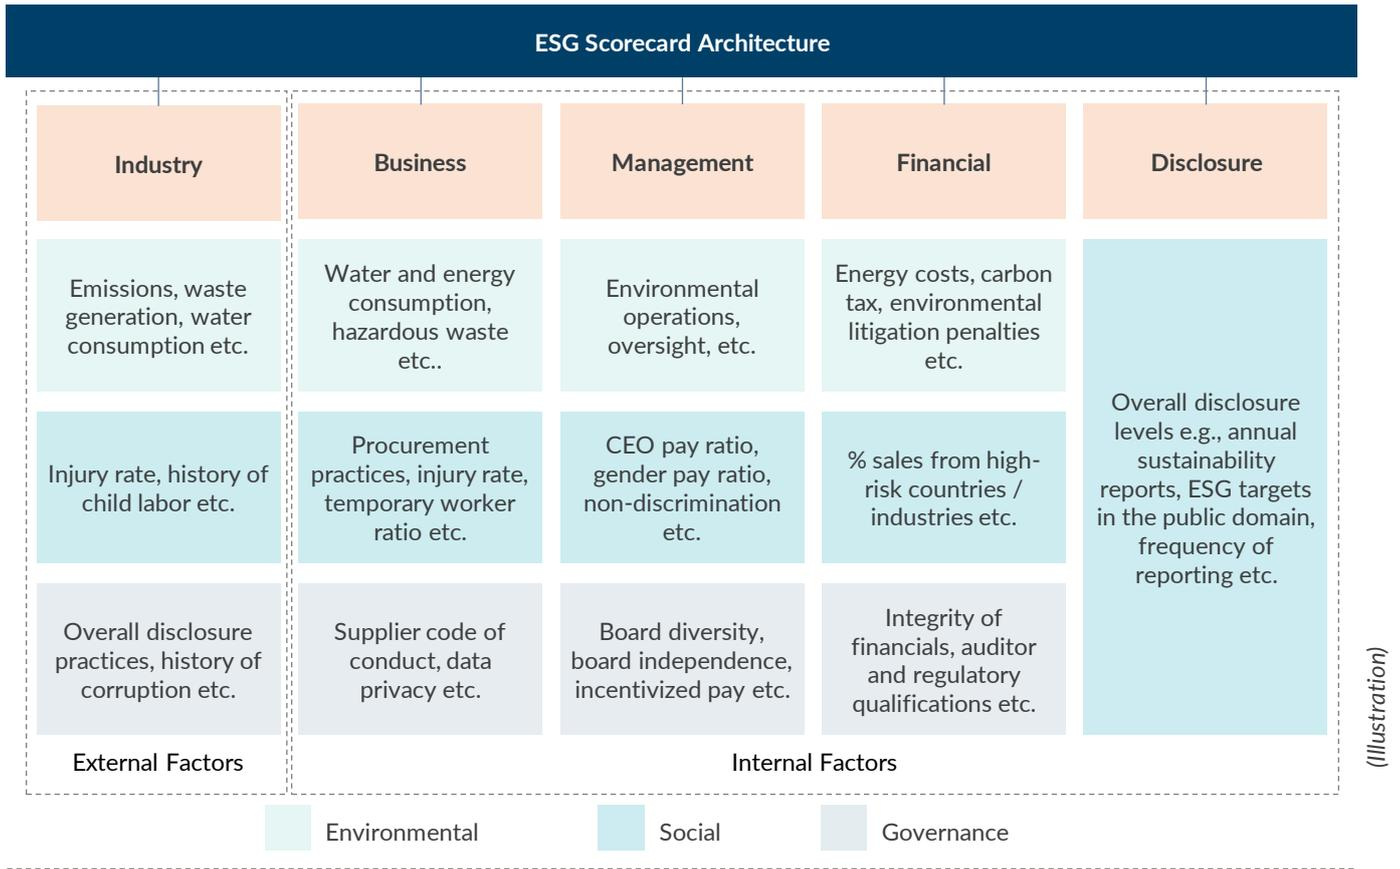 ESG Scorecard Architecture
Industry
Business
Management
Financial
Disclosure
Emissions, waste
generation, water
consumption etc.
Water and energy
consumption,
hazardous waste
etc..
Environmental
operations,
oversight, etc.
Energy costs, carbon
tax, environmental
litigation penalties
etc.
Overall disclosure
levels e.g., annual
sustainability
reports, ESG targets
in the public domain,
frequency of
reporting etc.
Injury rate, history of
child labor etc.
Procurement
practices, injury rate,
temporary worker
ratio etc.
CEO pay ratio,
gender pay ratio,
non-discrimination
etc.
% sales from high-
risk countries /
industries etc.
Overall disclosure
practices, history of
corruption etc.
Supplier code of
conduct, data
privacy etc.
Board diversity,
board independence,
incentivized pay etc.
Integrity of
financials, auditor
and regulatory
qualifications etc.
External Factors
Internal Factors
(Illustration)
Environmental
Social
Governance